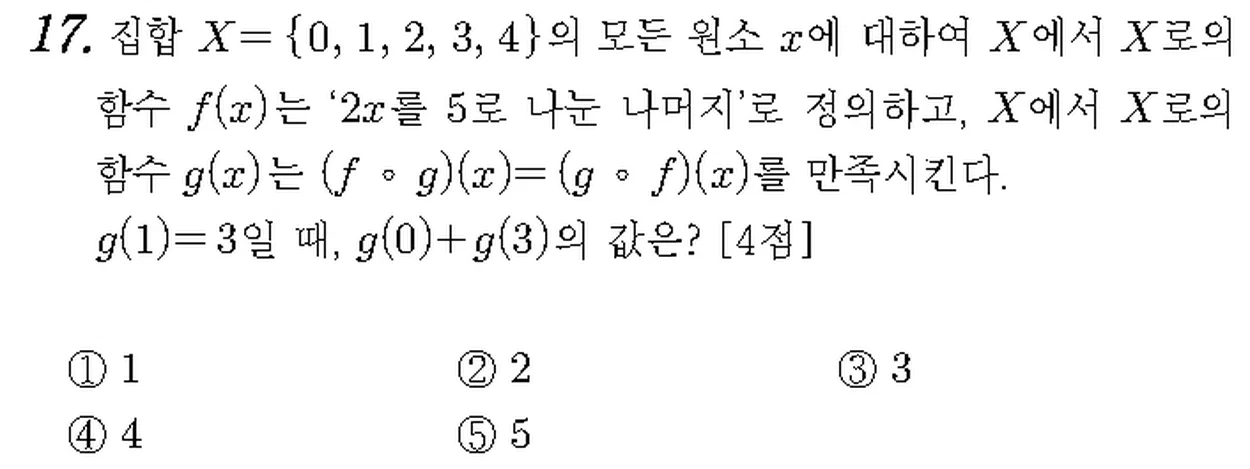 17. 집합 X={0, 1, 2, 3, 4}의 모든 원소 x에 대하여 X에서 X로의
함수 f(x)는 ‘2x를 5로 나눈 나머지’로 정의하고, X에서 X로의
함수 g(x)는 (f ∘ g)(x)=(g ∘ f)(x)를 만족시킨다.
g(1)=3일 때, g(0)+g(3)의 값은? [4점]
① 1 ② 2 ③ 3
④ 4 ⑤ 5